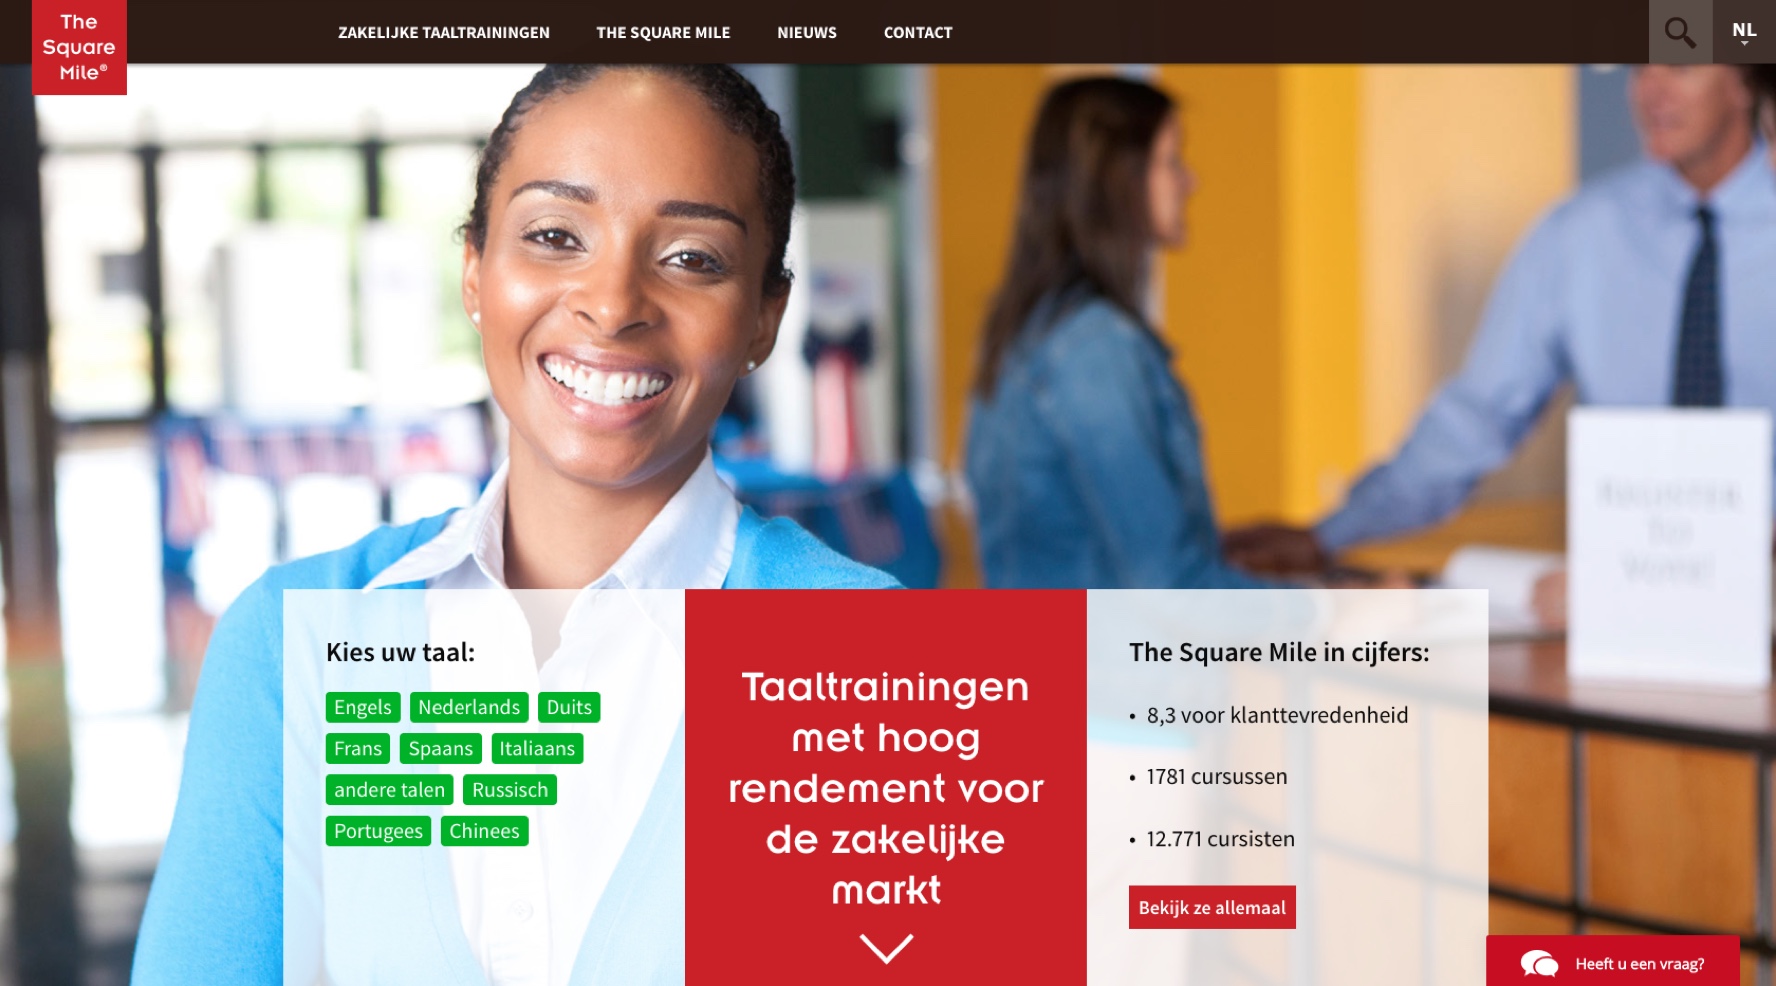 The
Square
Mile®
ZAKELIJKE TAALTRAININGEN THE SQUARE MILE NIEUWS CONTACT
NL
Kies uw taal:
Engels Nederlands Duits
Frans Spaans Italiaans
andere talen Russisch
Portugees Chinees
Taaltrainingen
met hoog
rendement voor
de zakelijke
markt
The Square Mile in cijfers:
• 8,3 voor klanttevredenheid
• 1781 cursussen
• 12.771 cursisten
Bekijk ze allemaal
Heeft u een vraag?